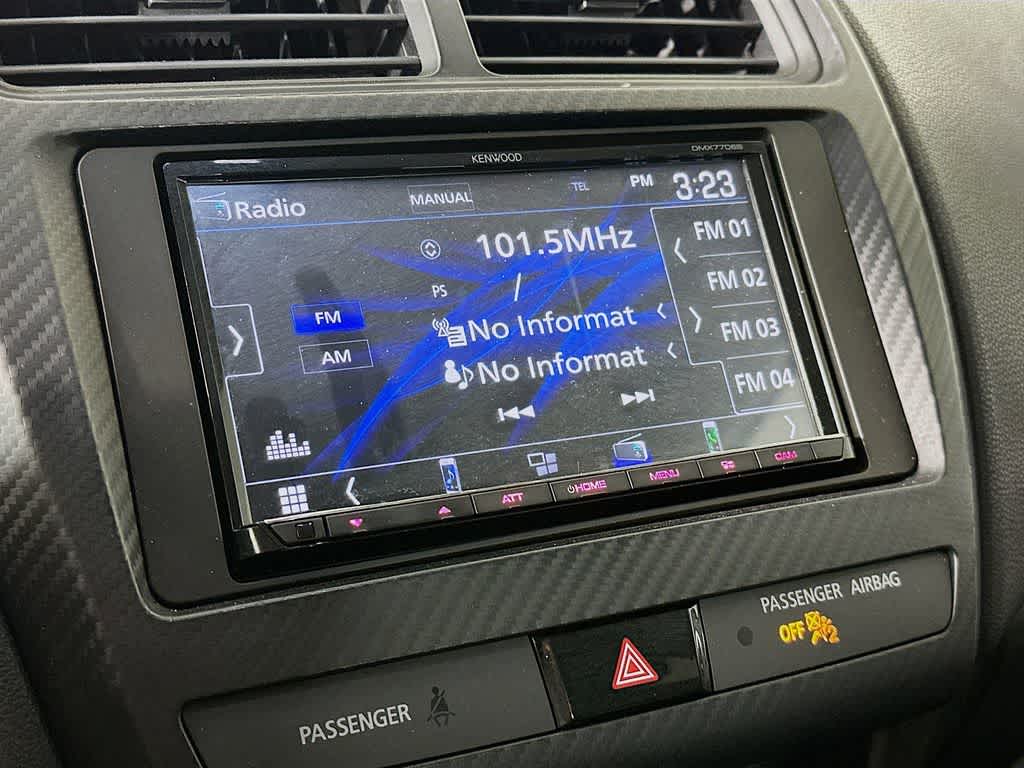 KENWOOD
DMX7706S
Radio
MANUAL
TEL
PM 3:23
101.5MHz
PS
/
FM
AM
No Informat
No Informat
FM 01
FM 02
FM 03
FM 04
ATT
HOME
MENU
CAM
PASSENGER AIRBAG
OFF 2
PASSENGER